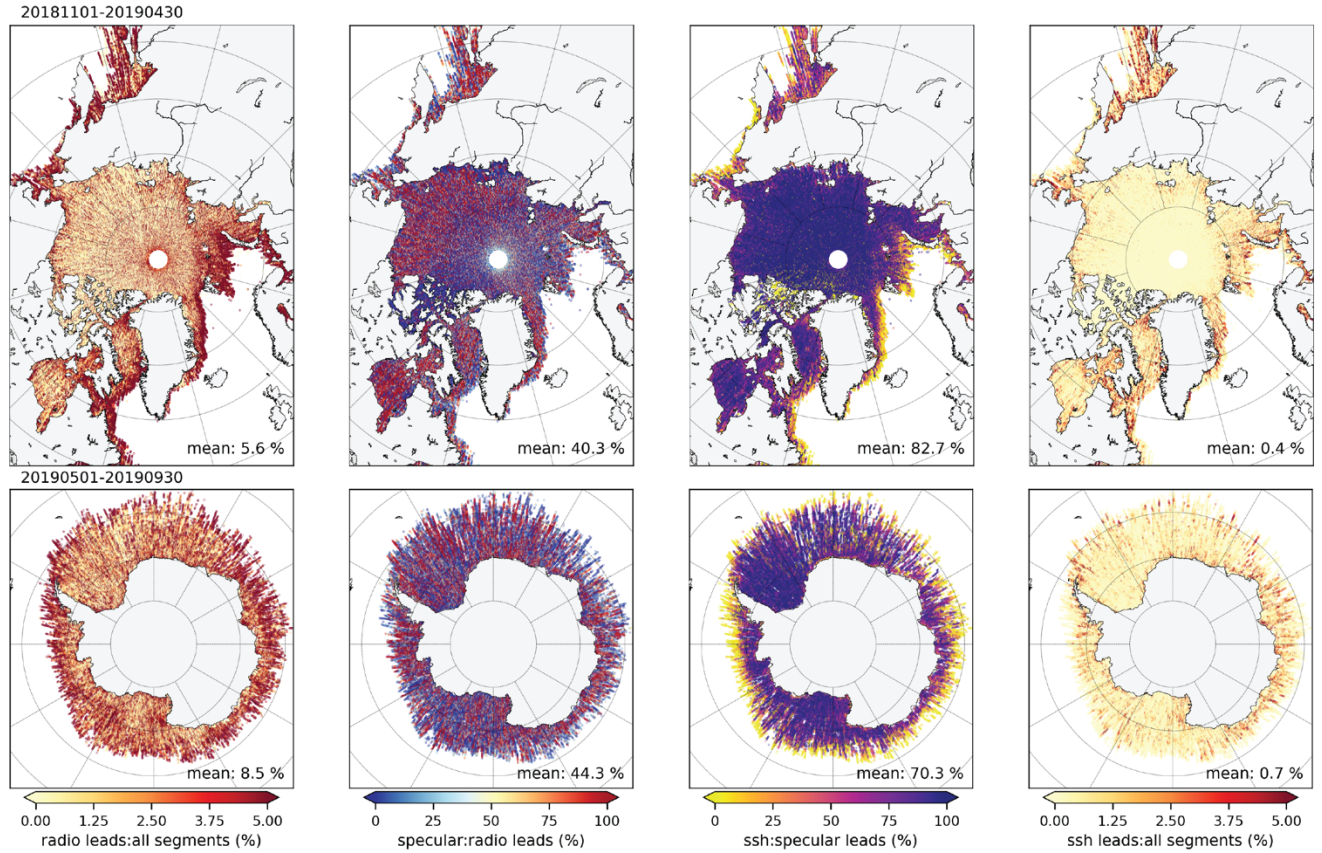 20181101-20190430
mean: 5.6 %
mean: 40.3 %
mean: 82.7 %
mean: 0.4 %
20190501-20190930
mean: 8.5 %
mean: 44.3 %
mean: 70.3 %
mean: 0.7 %
0.00 1.25 2.50 3.75 5.00
radio leads:all segments (%)
0 25 50 75 100
specular:radio leads (%)
0 25 50 75 100
ssh:specular leads (%)
0.00 1.25 2.50 3.75 5.00
ssh leads:all segments (%)